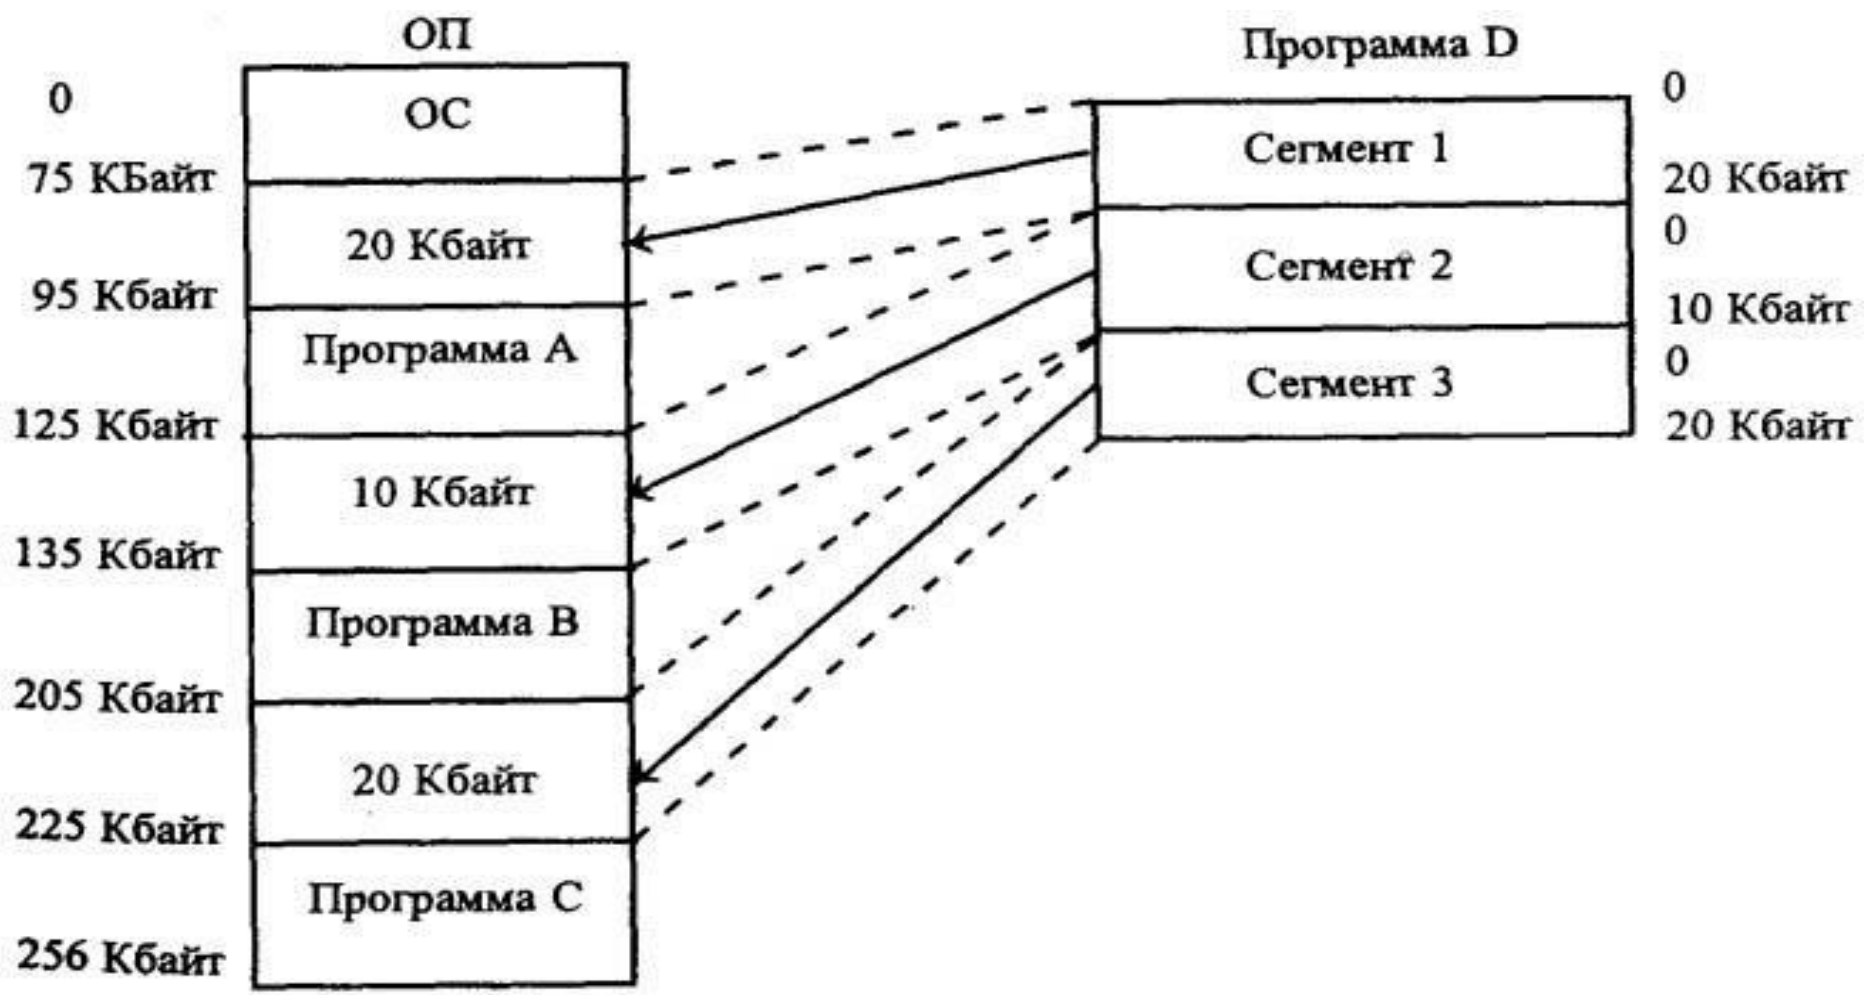 ОП
0
ОС
75 КБайт
20 Кбайт
95 Кбайт
Программа А
125 Кбайт
10 Кбайт
135 Кбайт
Программа В
205 Кбайт
20 Кбайт
225 Кбайт
Программа С
256 Кбайт
Программа D
0
Сегмент 1
20 Кбайт
0
Сегмент 2
10 Кбайт
0
Сегмент 3
20 Кбайт